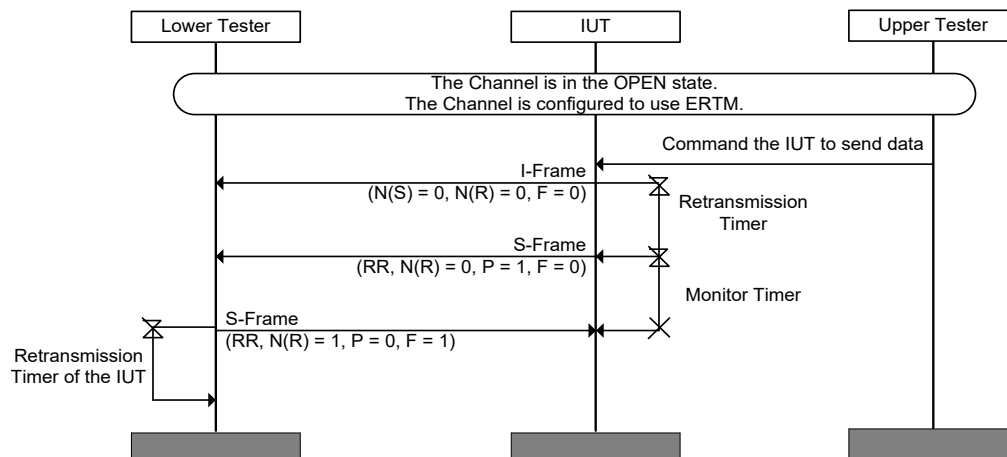 Lower Tester
IUT
Upper Tester
The Channel is in the OPEN state.
The Channel is configured to use ERTM.
Command the IUT to send data
I-Frame
(N(S) = 0, N(R) = 0, F = 0)
Retransmission
Timer
S-Frame
(RR, N(R) = 0, P = 1, F = 0)
Monitor Timer
S-Frame
(RR, N(R) = 1, P = 0, F = 1)
Retransmission
Timer of the IUT